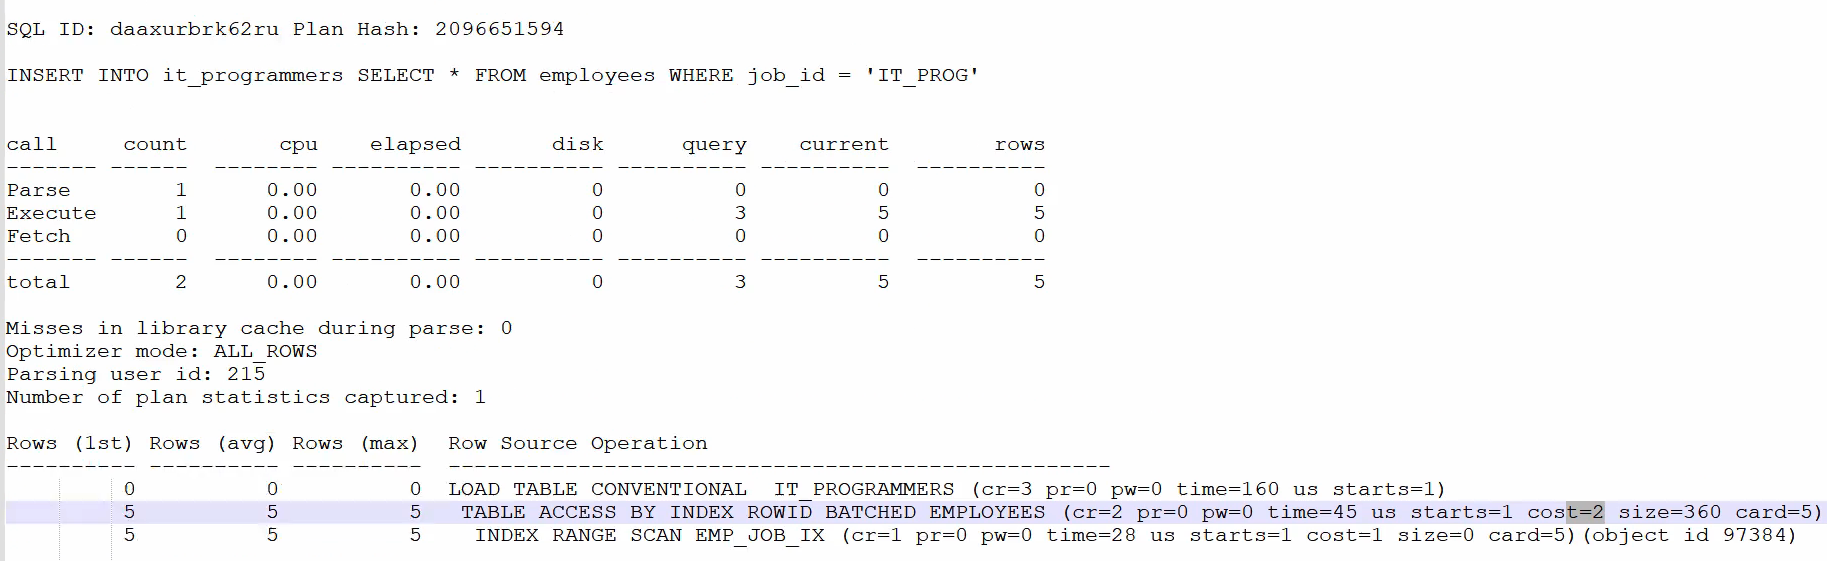 SQL ID: daaxurbrk62ru Plan Hash: 2096651594
INSERT INTO it_programmers SELECT * FROM employees WHERE job_id = 'IT_PROG'
call     count       cpu    elapsed       disk      query    current        rows
------- ------  -------- ---------- ---------- ---------- ----------  ----------
Parse        1      0.00       0.00          0          0          0           0
Execute      1      0.00       0.00          0          3          5           5
Fetch        0      0.00       0.00          0          0          0           0
------- ------  -------- ---------- ---------- ---------- ----------  ----------
total        2      0.00       0.00          0          3          5           5
Misses in library cache during parse: 0
Optimizer mode: ALL_ROWS
Parsing user id: 215
Number of plan statistics captured: 1
Rows (1st) Rows (avg) Rows (max)  Row Source Operation
---------- ---------- ----------  ---------------------------------------------------
         0          0          0  LOAD TABLE CONVENTIONAL  IT_PROGRAMMERS (cr=3 pr=0 pw=0 time=160 us starts=1)
         5          5          5   TABLE ACCESS BY INDEX ROWID BATCHED EMPLOYEES (cr=2 pr=0 pw=0 time=45 us starts=1 cost=2 size=360 card=5)
         5          5          5    INDEX RANGE SCAN EMP_JOB_IX (cr=1 pr=0 pw=0 time=28 us starts=1 cost=1 size=0 card=5)(object id 97384)